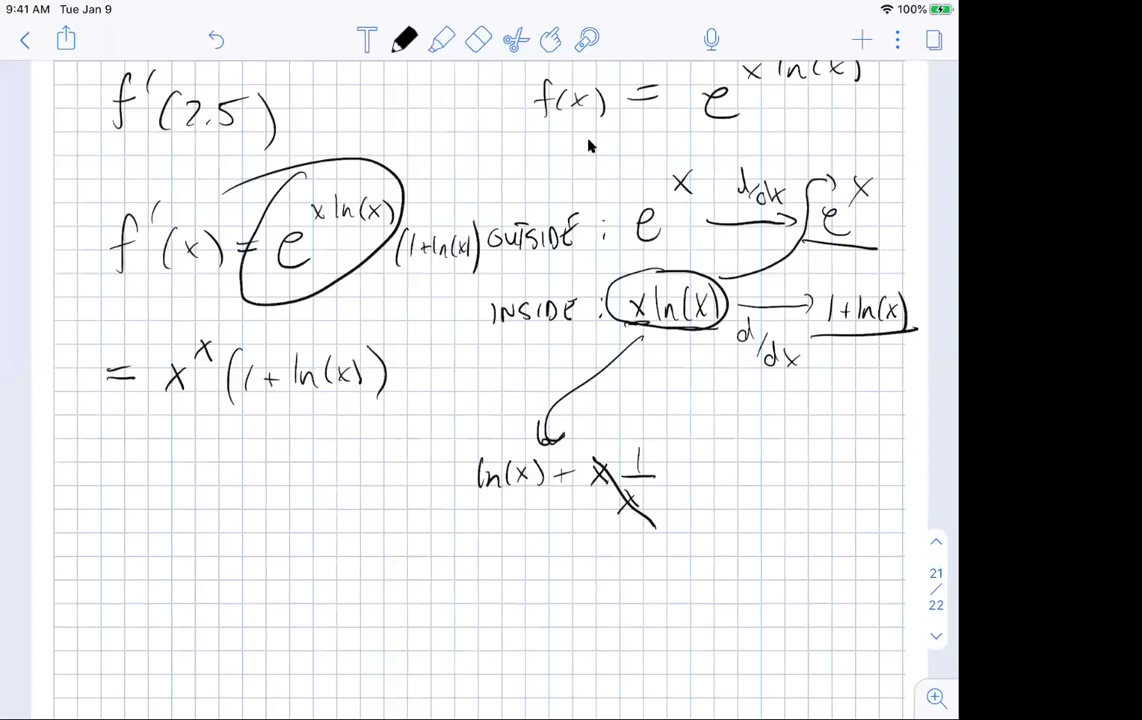 9:41 AM Tue Jan 9
100%
f'(2.5)
f(x) = e^{x ln(x)}
f'(x) = e^{x ln(x)} (1+ln(x))
OUTSIDE : e^x d/dx e^x
INSIDE : x ln(x) d/dx 1+ln(x)
= x^x (1+ ln(x))
ln(x) + x 1/x
21
/
22